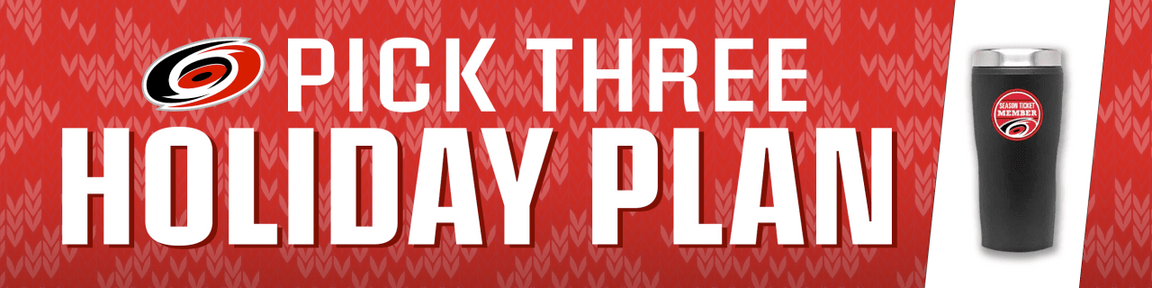 PICK THREE
HOLIDAY PLAN
SEASON TICKET
MEMBER